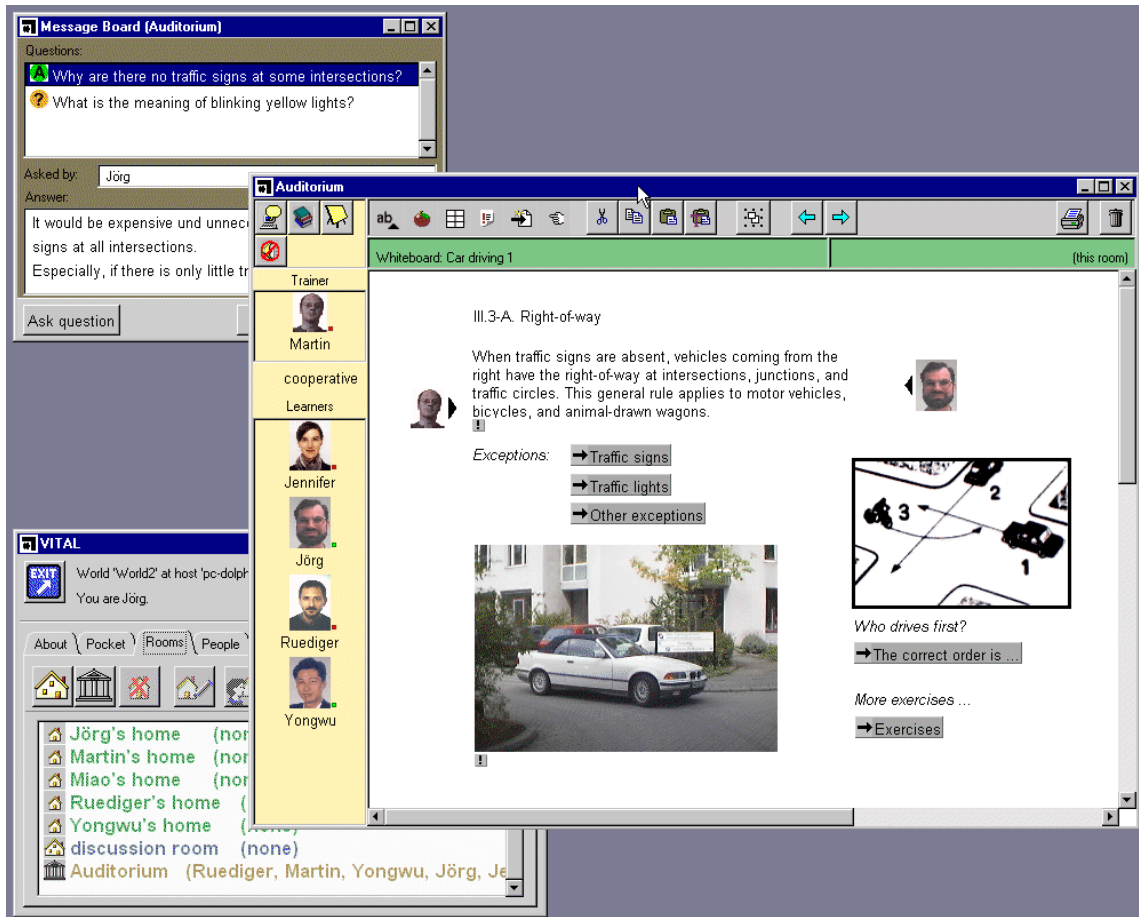 Message Board (Auditorium)
Questions:
A Why are there no traffic signs at some intersections?
? What is the meaning of blinking yellow lights?
Asked by: Jörg
Answer:
It would be expensive und unnec
signs at all intersections.
Especially, if there is only little tr
Ask question
Auditorium
ab
Whiteboard: Car driving 1 (this room)
Trainer
Martin
cooperative
Learners
Jennifer
Jörg
Ruediger
Yongwu
III.3-A. Right-of-way
When traffic signs are absent, vehicles coming from the
right have the right-of-way at intersections, junctions, and
traffic circles. This general rule applies to motor vehicles,
bicycles, and animal-drawn wagons.
!
Exceptions: Traffic signs
Traffic lights
Other exceptions
!
2
3
1
Who drives first?
The correct order is ...
More exercises ...
Exercises
VITAL
EXIT
World 'World2' at host 'pc-dolph
You are Jörg.
About Pocket Rooms People
Jörg's home (nor
Martin's home (nor
Miao's home (nor
Ruediger's home (
Yongwu's home (none)
discussion room (none)
Auditorium (Ruediger, Martin, Yongwu, Jörg, Je